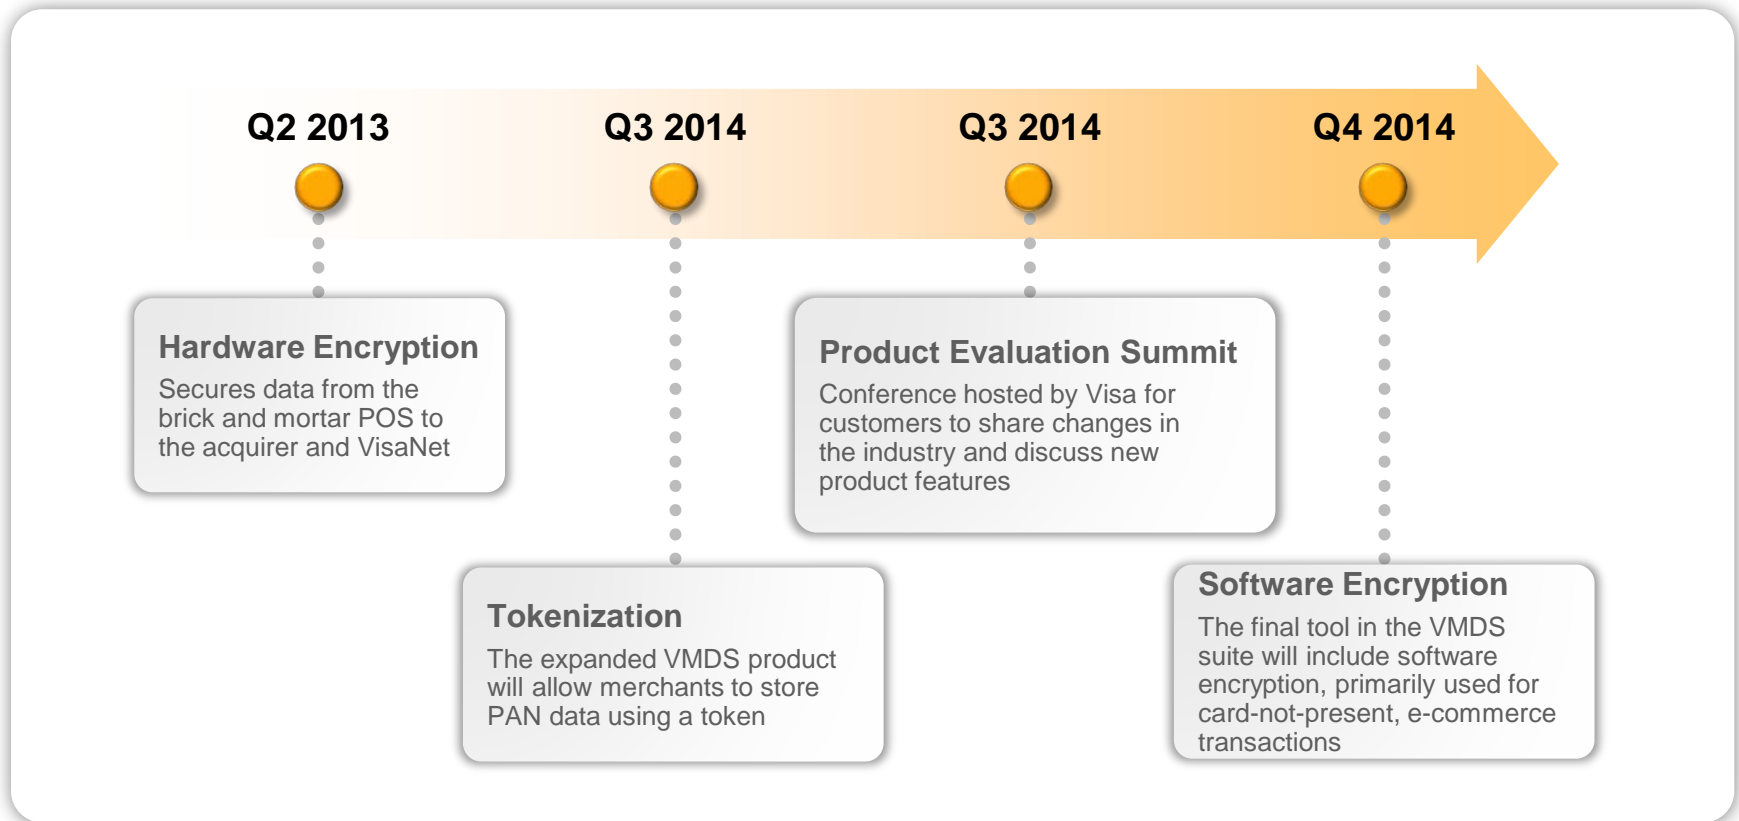 Q2 2013
Q3 2014
Q3 2014
Q4 2014
Hardware Encryption
Secures data from the
brick and mortar POS to
the acquirer and VisaNet
Product Evaluation Summit
Conference hosted by Visa for
customers to share changes in
the industry and discuss new
product features
Tokenization
The expanded VMDS product
will allow merchants to store
PAN data using a token
Software Encryption
The final tool in the VMDS
suite will include software
encryption, primarily used for
card-not-present, e-commerce
transactions